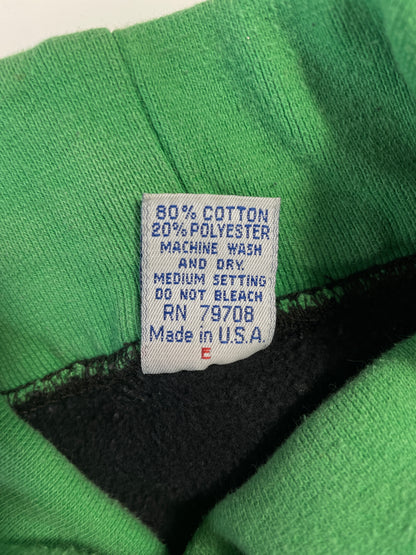 80% COTTON
20% POLYESTER
MACHINE WASH
AND DRY.
MEDIUM SETTING
DO NOT BLEACH
RN 79708
Made in U.S.A.
E